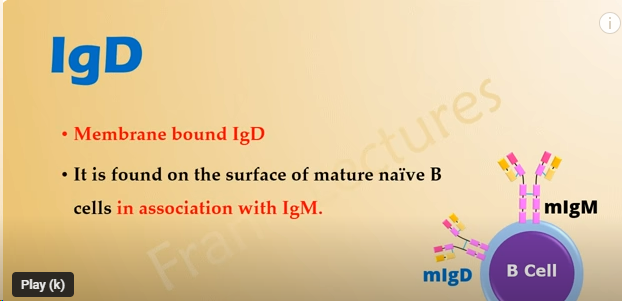 IgD
• Membrane bound IgD
• It is found on the surface of mature naïve B
cells in association with IgM.
mIgM
mIgD
B Cell
Play (k)
i